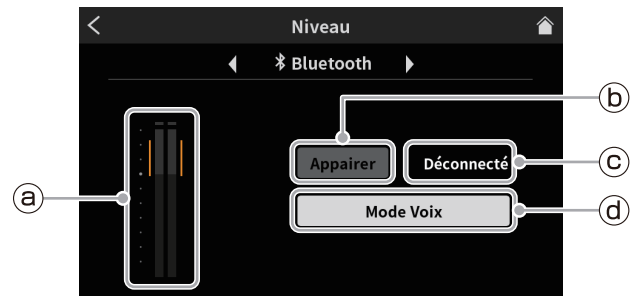 Niveau
Bluetooth
ⓑ
Appairer
Déconnecté
ⓒ
ⓐ
Mode Voix
ⓓ